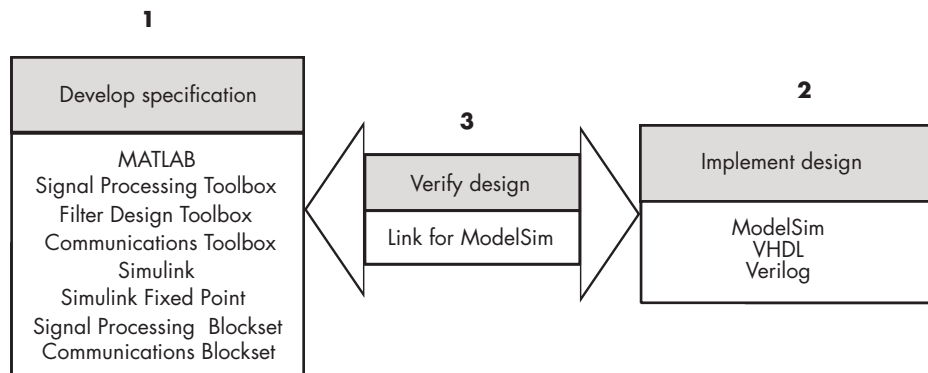 1
Develop specification
MATLAB
Signal Processing Toolbox
Filter Design Toolbox
Communications Toolbox
Simulink
Simulink Fixed Point
Signal Processing Blockset
Communications Blockset
3
Verify design
Link for ModelSim
2
Implement design
ModelSim
VHDL
Verilog